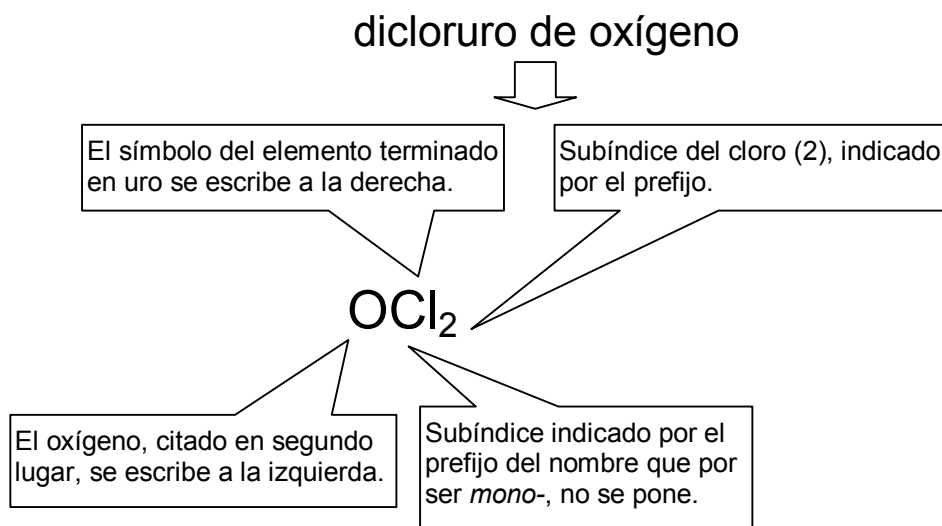 dicloruro de oxígeno
El símbolo del elemento terminado
en uro se escribe a la derecha.
Subíndice del cloro (2), indicado
por el prefijo.
OCl₂
El oxígeno, citado en segundo
lugar, se escribe a la izquierda.
Subíndice indicado por el
prefijo del nombre que por
ser mono-, no se pone.